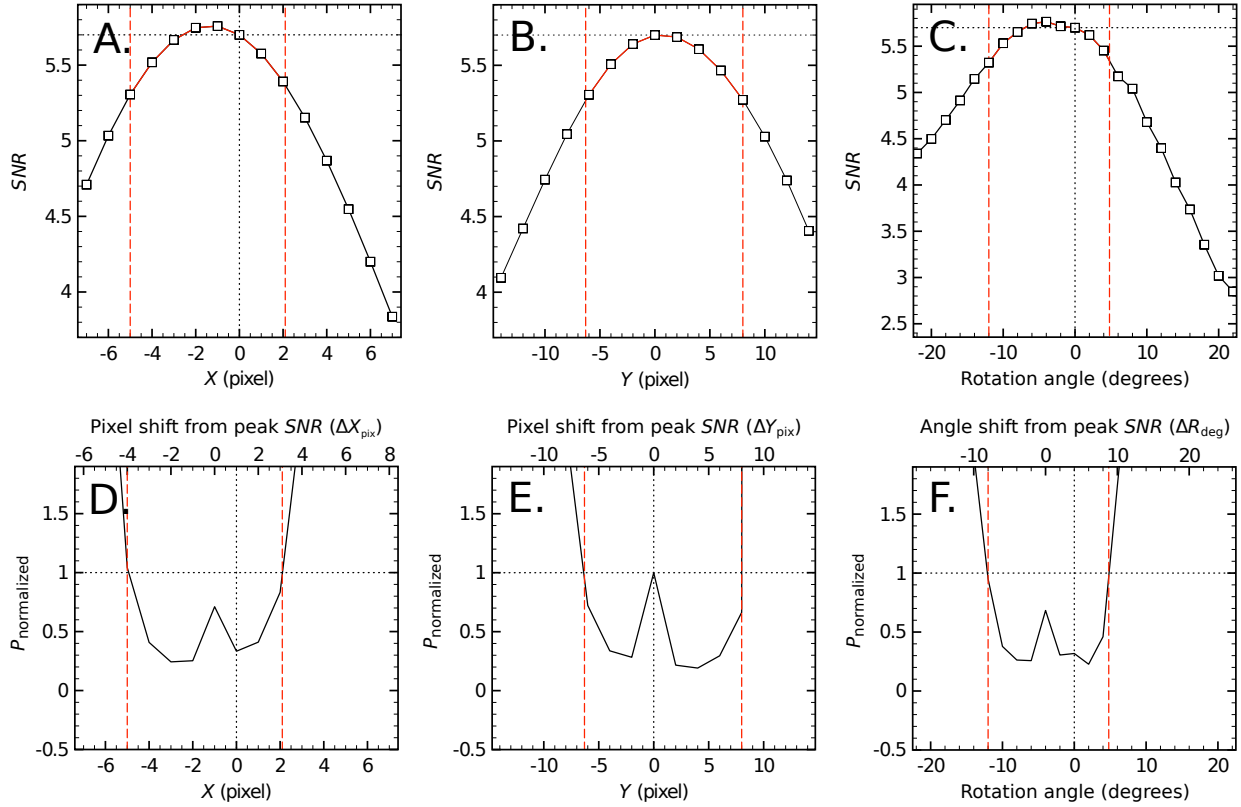 A.
5.5
5
4.5
4
SNR
-6 -4 -2 0 2 4 6
X (pixel)
B.
5.5
5
4.5
4
SNR
-10 -5 0 5 10
Y (pixel)
C.
5.5
5
4.5
4
3.5
3
2.5
SNR
-20 -10 0 10 20
Rotation angle (degrees)
Pixel shift from peak SNR (ΔXpix)
-6 -4 -2 0 2 4 6 8
D.
1.5
1
0.5
0
-0.5
Pnormalized
-6 -4 -2 0 2 4 6
X (pixel)
Pixel shift from peak SNR (ΔYpix)
-10 -5 0 5 10
E.
1.5
1
0.5
0
-0.5
Pnormalized
-10 -5 0 5 10
Y (pixel)
Angle shift from peak SNR (ΔRdeg)
-10 0 10 20
F.
1.5
1
0.5
0
-0.5
Pnormalized
-20 -10 0 10 20
Rotation angle (degrees)